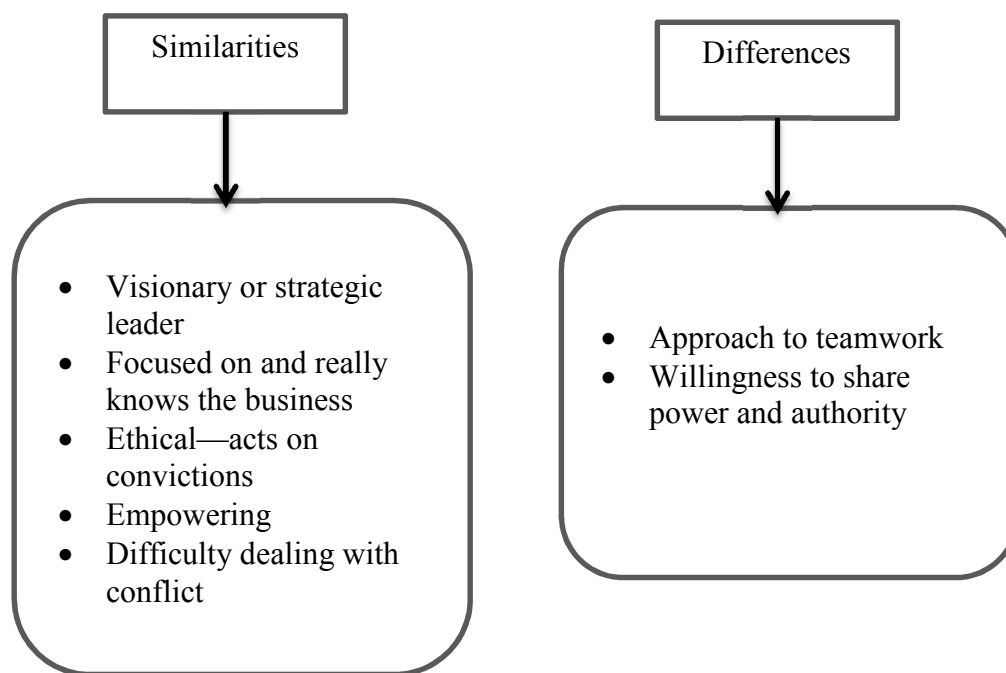 Similarities
• Visionary or strategic
leader
• Focused on and really
knows the business
• Ethical—acts on
convictions
• Empowering
• Difficulty dealing with
conflict
Differences
• Approach to teamwork
• Willingness to share
power and authority